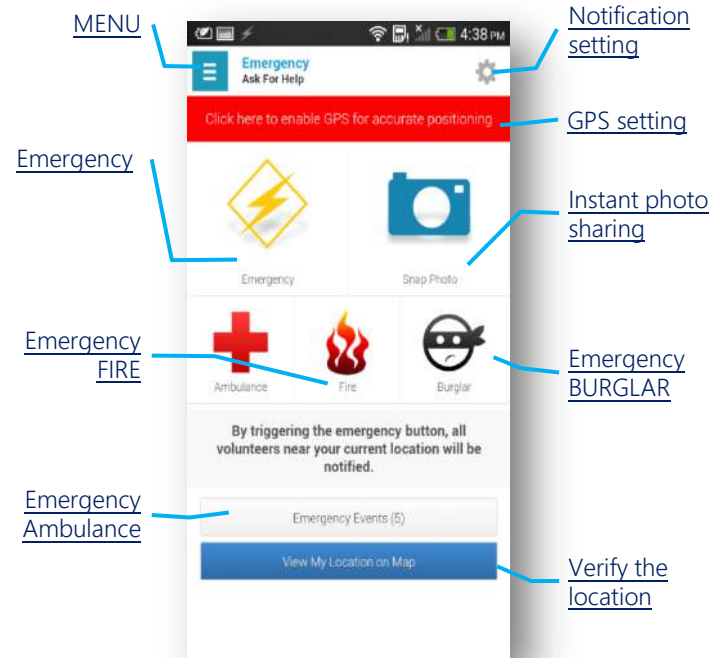 MENU
Notification
setting
4:38 PM
Emergency
Ask For Help
Click here to enable GPS for accurate positioning
GPS setting
Emergency
Instant photo
sharing
Emergency
Snap Photo
Emergency
FIRE
Emergency
BURGLAR
Ambulance
Fire
Burglar
By triggering the emergency button, all
volunteers near your current location will be
notified.
Emergency
Ambulance
Emergency Events (5)
View My Location on Map
Verify the
location